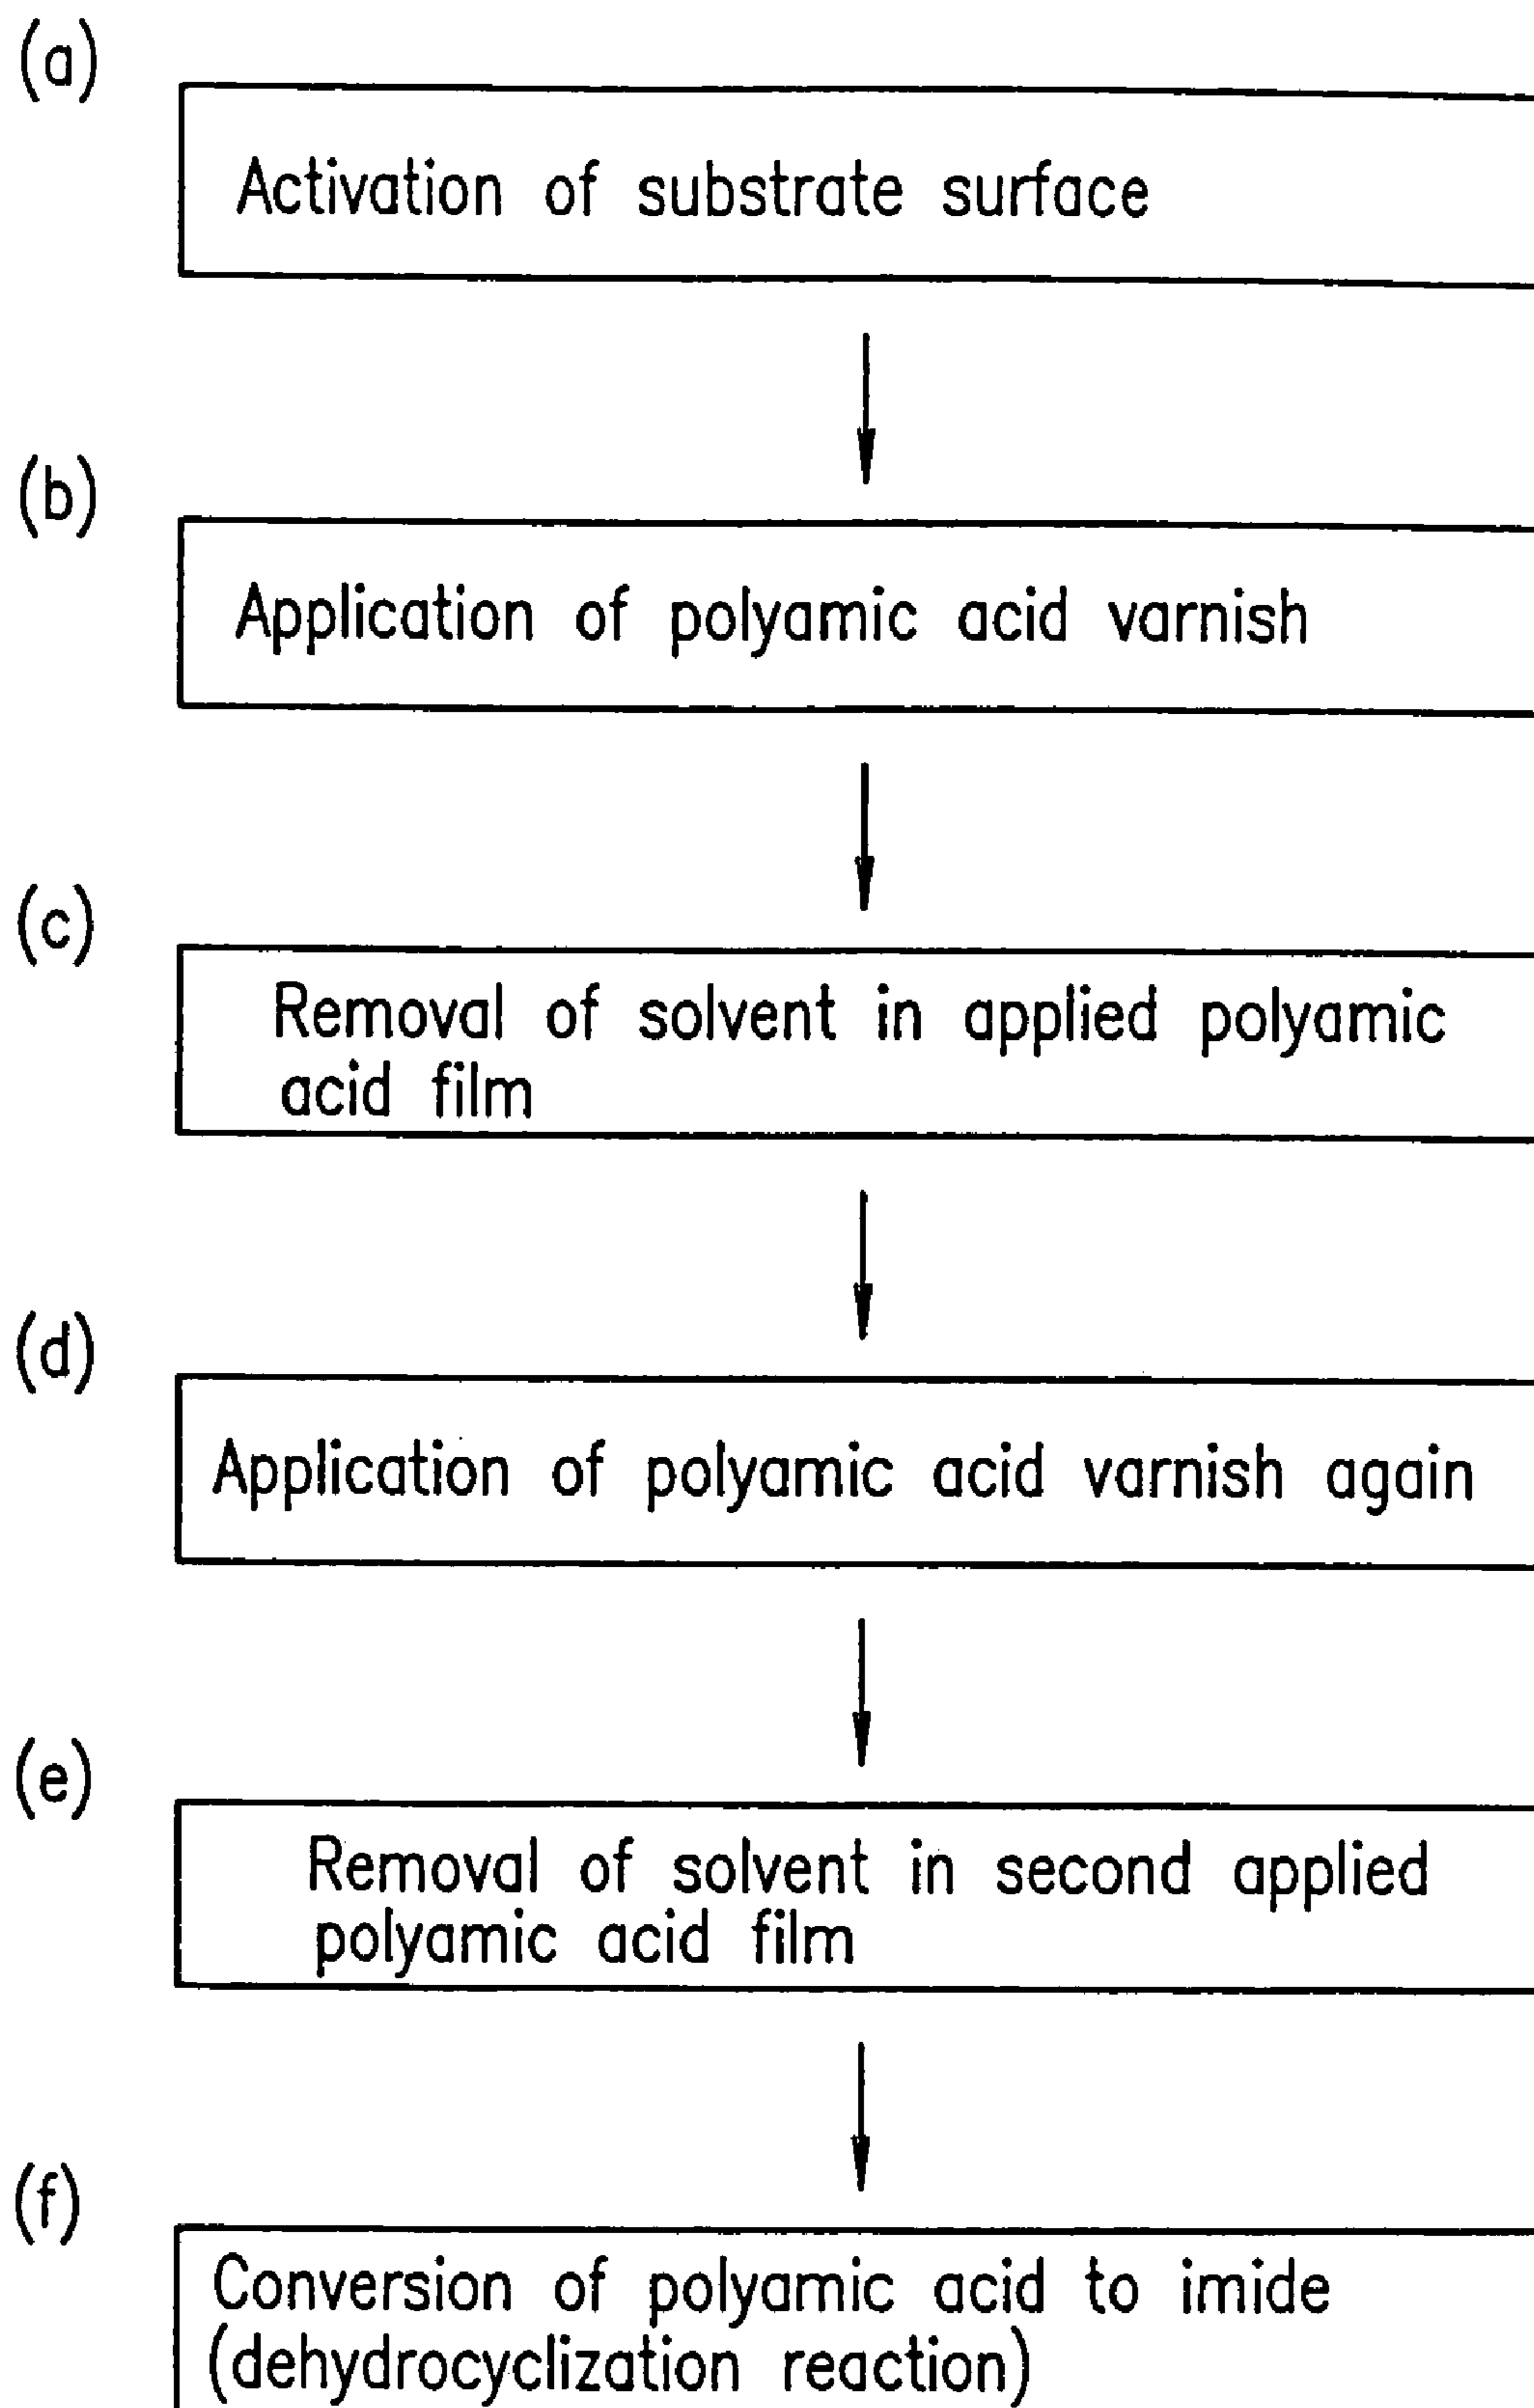 (a)
Activation of substrate surface
(b)
Application of polyamic acid varnish
(c)
Removal of solvent in applied polyamic
acid film
(d)
Application of polyamic acid varnish again
(e)
Removal of solvent in second applied
polyamic acid film
(f)
Conversion of polyamic acid to imide
(dehydrocyclization reaction)